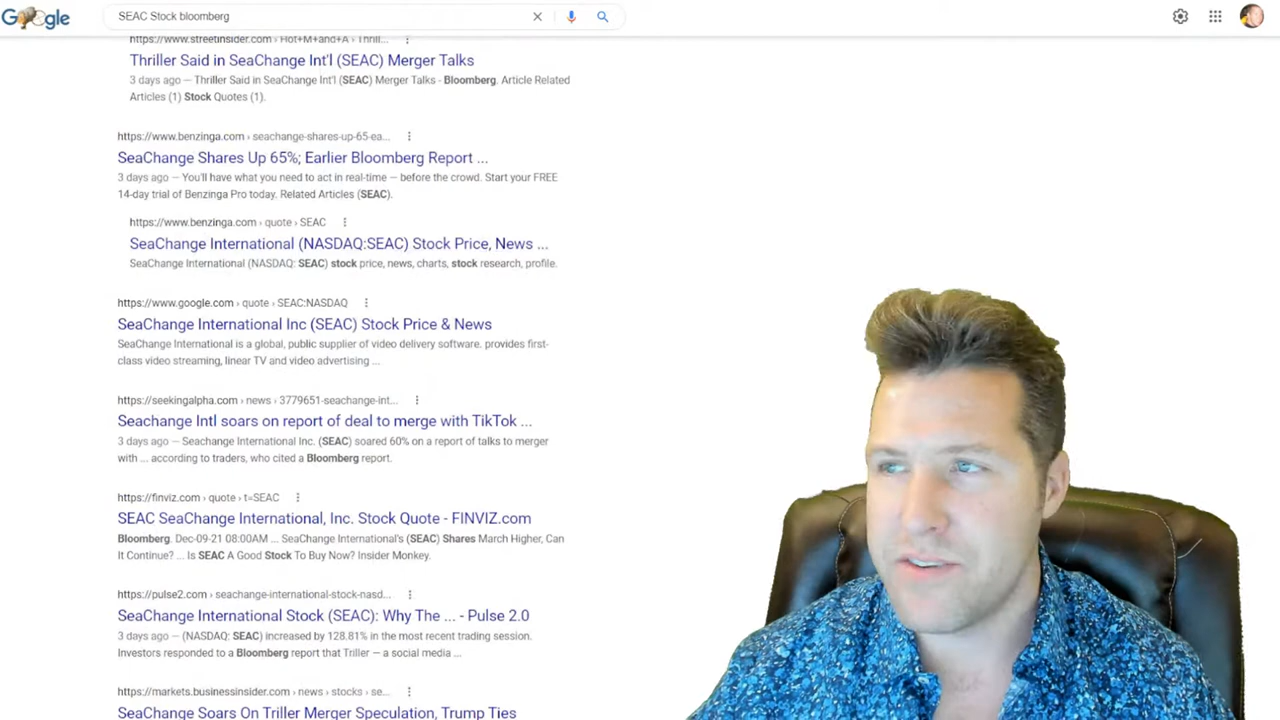 Google
SEAC Stock bloomberg
https://www.streetinsider.com › Hot+M+and+A › Thrill...
Thriller Said in SeaChange Int'l (SEAC) Merger Talks
3 days ago — Thriller Said in SeaChange Int'l (SEAC) Merger Talks - Bloomberg. Article Related
Articles (1) Stock Quotes (1).
https://www.benzinga.com › seachange-shares-up-65-ea...
SeaChange Shares Up 65%; Earlier Bloomberg Report ...
3 days ago — You'll have what you need to act in real-time — before the crowd. Start your FREE
14-day trial of Benzinga Pro today. Related Articles (SEAC).
https://www.benzinga.com › quote › SEAC
SeaChange International (NASDAQ:SEAC) Stock Price, News ...
SeaChange International (NASDAQ: SEAC) stock price, news, charts, stock research, profile.
https://www.google.com › quote › SEAC:NASDAQ
SeaChange International Inc (SEAC) Stock Price & News
SeaChange International is a global, public supplier of video delivery software. provides first-
class video streaming, linear TV and video advertising ...
https://seekingalpha.com › news › 3779651-seachange-int...
Seachange Intl soars on report of deal to merge with TikTok ...
3 days ago — Seachange International Inc. (SEAC) soared 60% on a report of talks to merger
with ... according to traders, who cited a Bloomberg report.
https://finviz.com › quote › t=SEAC
SEAC SeaChange International, Inc. Stock Quote - FINVIZ.com
Bloomberg. Dec-09-21 08:00AM ... SeaChange International's (SEAC) Shares March Higher, Can
It Continue? ... Is SEAC A Good Stock To Buy Now? Insider Monkey.
https://pulse2.com › seachange-international-stock-nasd...
SeaChange International Stock (SEAC): Why The ... - Pulse 2.0
3 days ago — (NASDAQ: SEAC) increased by 128.81% in the most recent trading session.
Investors responded to a Bloomberg report that Triller — a social media ...
https://markets.businessinsider.com › news › stocks › se...
SeaChange Soars On Triller Merger Speculation, Trump Ties